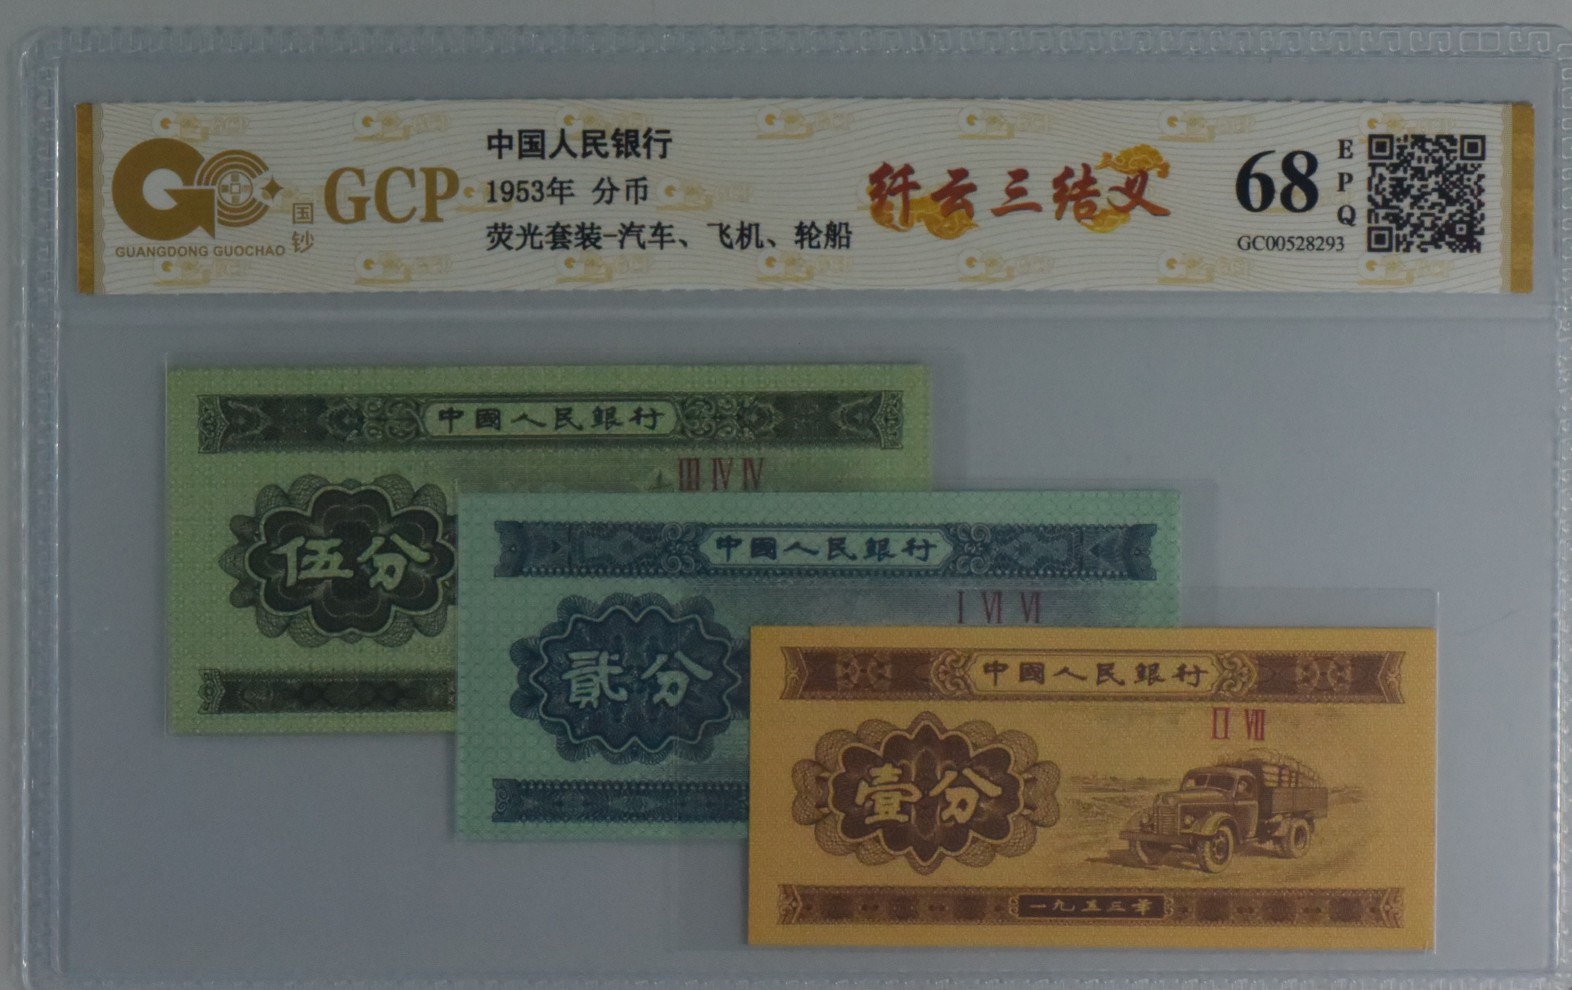 GCP
国钞
GUANGDONG GUOCHAO
中国人民银行
1953年 分币
荧光套装-汽车、飞机、轮船
纤云三结义
68
EPQ
GC00528293
中國人民銀行
III IV IV
伍分
中國人民銀行
I VI VI
貳分
中國人民銀行
II VII
壹分
一九五三年